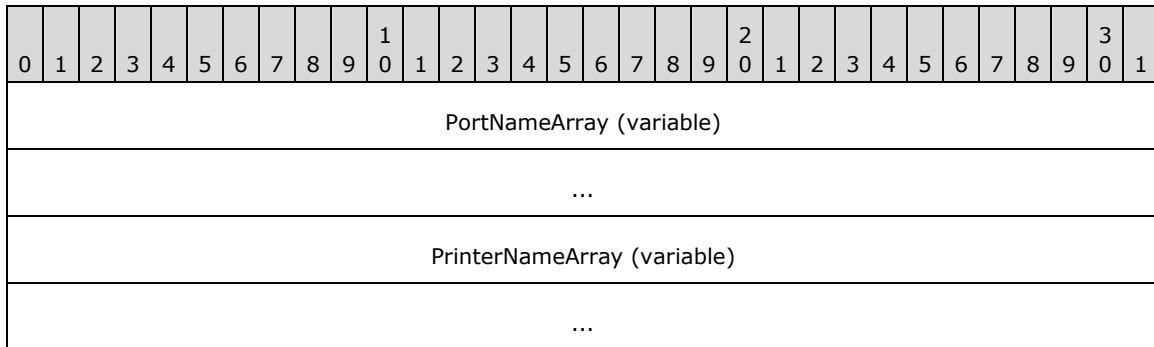 1 2 3
0 1 2 3 4 5 6 7 8 9 0 1 2 3 4 5 6 7 8 9 0 1 2 3 4 5 6 7 8 9 0 1
PortNameArray (variable)
...
PrinterNameArray (variable)
...